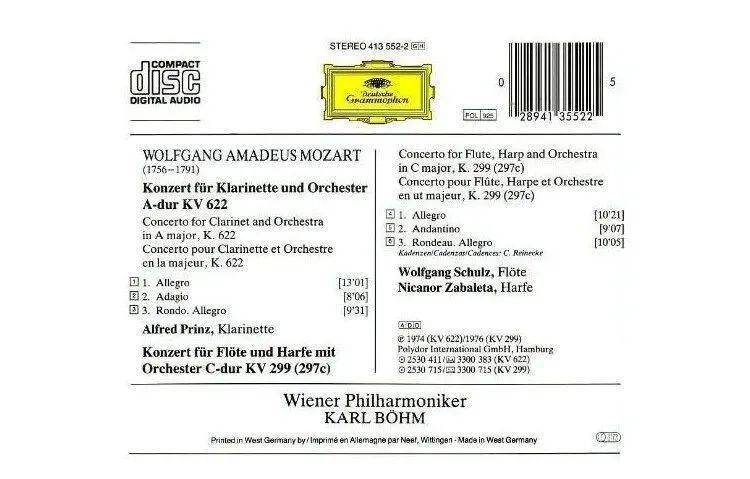 STEREO 413 552-2 GH
COMPACT
disc
DIGITAL AUDIO
Deutsche
Grammophon
POL 925
0
28941 35522
5
WOLFGANG AMADEUS MOZART
(1756–1791)
Konzert für Klarinette und Orchester
A-dur KV 622
Concerto for Clarinet and Orchestra
in A major, K. 622
Concerto pour Clarinette et Orchestre
en la majeur, K. 622
1 1. Allegro [13'01]
2 2. Adagio [8'06]
3 3. Rondo. Allegro [9'31]
Alfred Prinz, Klarinette
Konzert für Flöte und Harfe mit
Orchester C-dur KV 299 (297c)
Concerto for Flute, Harp and Orchestra
in C major, K. 299 (297c)
Concerto pour Flûte, Harpe et Orchestre
en ut majeur, K. 299 (297c)
4 1. Allegro [10'21]
5 2. Andantino [9'07]
6 3. Rondeau. Allegro [10'05]
Kadenzen/Cadenzas/Cadences: C. Reinecke
Wolfgang Schulz, Flöte
Nicanor Zabaleta, Harfe
ADD
℗ 1974 (KV 622)/1976 (KV 299)
Polydor International GmbH, Hamburg
2530 411/3300 383 (KV 622)
2530 715/3300 715 (KV 299)
Wiener Philharmoniker
KARL BÖHM
Printed in West Germany by/Imprimé en Allemagne par Neef, Wittingen - Made in West Germany